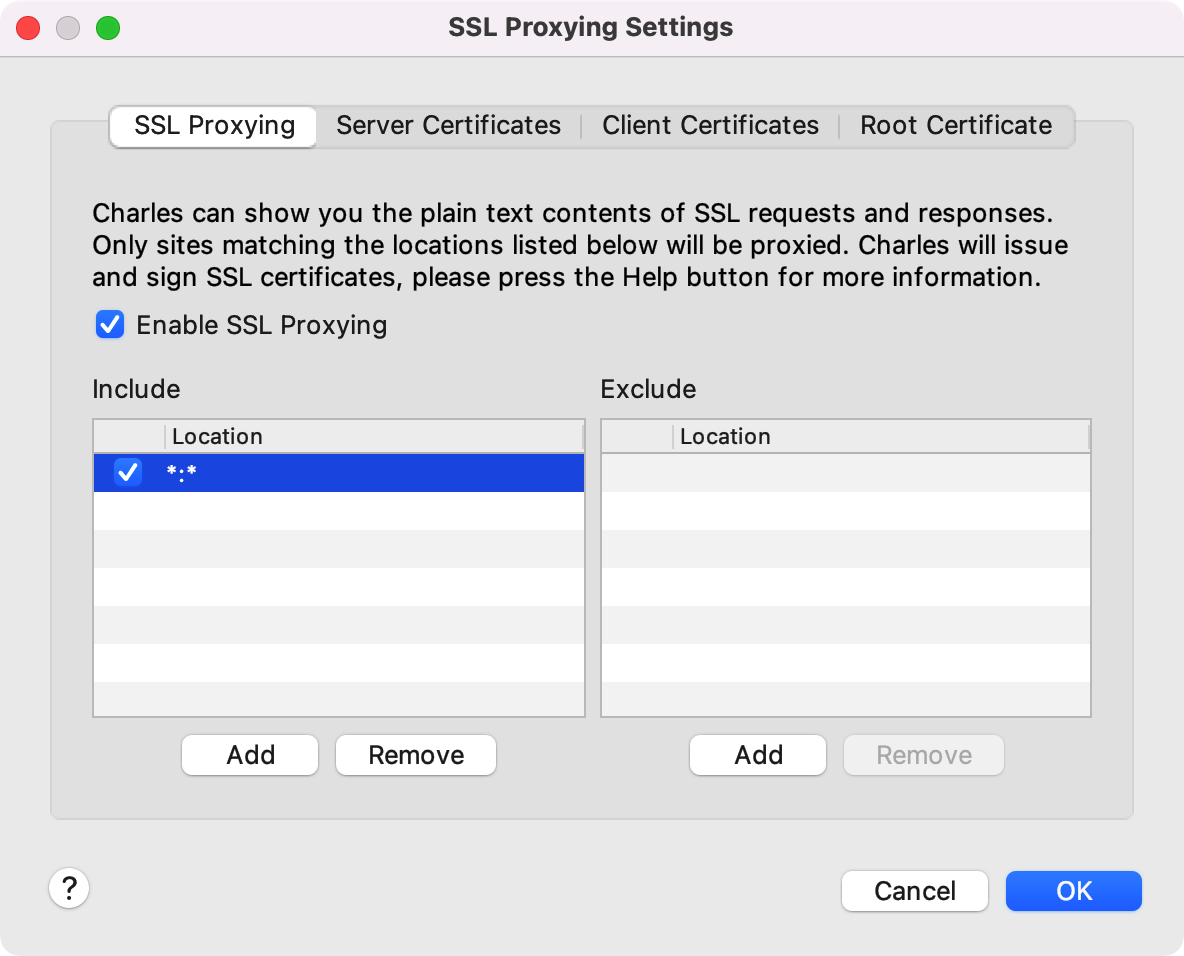 SSL Proxying Settings
SSL Proxying Server Certificates Client Certificates Root Certificate
Charles can show you the plain text contents of SSL requests and responses.
Only sites matching the locations listed below will be proxied. Charles will issue
and sign SSL certificates, please press the Help button for more information.
Enable SSL Proxying
Include Exclude
Location Location
*:*
Add Remove Add Remove
? Cancel OK